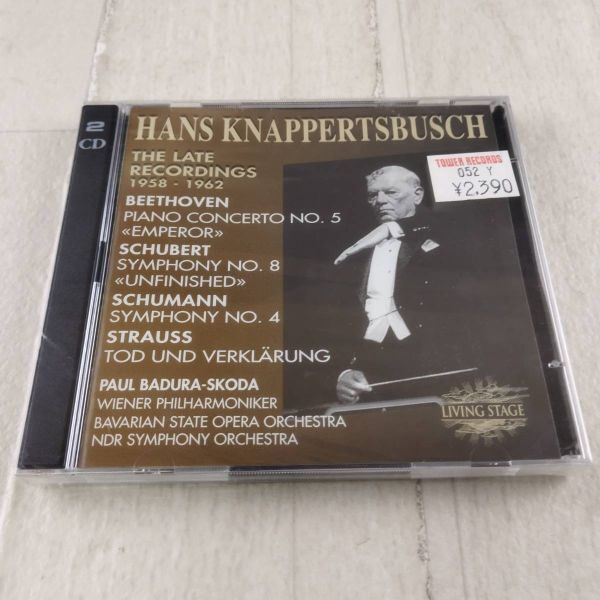 2
CD
HANS KNAPPERTSBUSCH
THE LATE
RECORDINGS
1958 - 1962
BEETHOVEN
PIANO CONCERTO NO. 5
«EMPEROR»
SCHUBERT
SYMPHONY NO. 8
«UNFINISHED»
SCHUMANN
SYMPHONY NO. 4
STRAUSS
TOD UND VERKLÄRUNG
PAUL BADURA-SKODA
WIENER PHILHARMONIKER
BAVARIAN STATE OPERA ORCHESTRA
NDR SYMPHONY ORCHESTRA
TOWER RECORDS
052 Y
¥2,390
LIVING STAGE